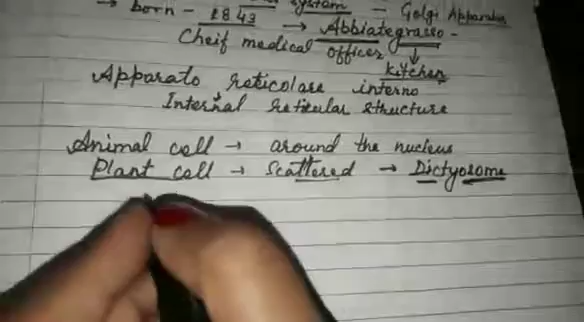 → born - 1843 → Abbiategrasso -
system - Golgi Apparatus
Cheif medical officer ↓
kitchen
Apparato reticolare interno
Internal reticular structure
Animal cell → around the nucleus
Plant cell → Scattered → Dictyosome